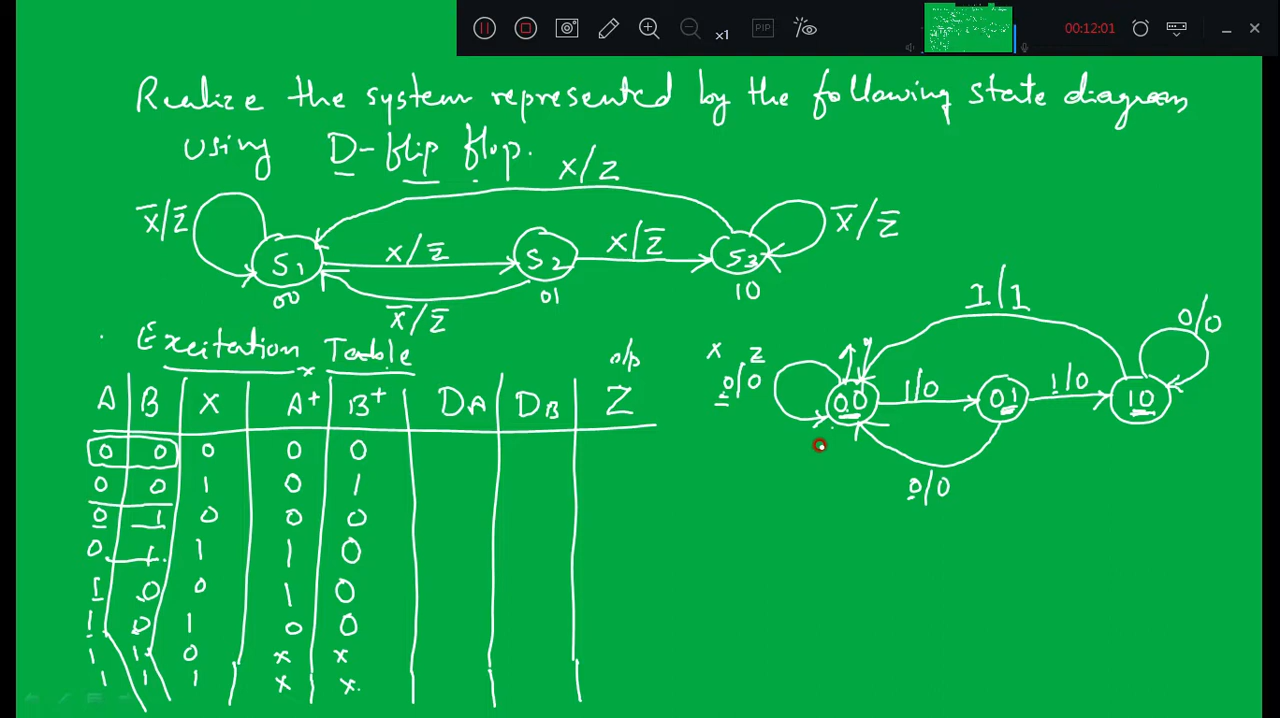 x1
PIP
00:12:01
Realize the system represented by the following state diagram
using D-flip flop.
X/Z
X̅/Z̅
X̅/Z̅
S1
X/Z̅
S2
X/Z̅
S3
00
01
10
X̅/Z̅
1/1
0/0
Excitation Table
X Z
0/0
00
1/0
01
1/0
10
0/0
o/p
A B X A+ B+ DA DB Z
0 0 0 0 0
0 0 1 0 1
0 1 0 0 0
0 1 1 1 0
1 0 0 1 0
1 0 1 0 0
1 1 0 x x
1 1 1 x x